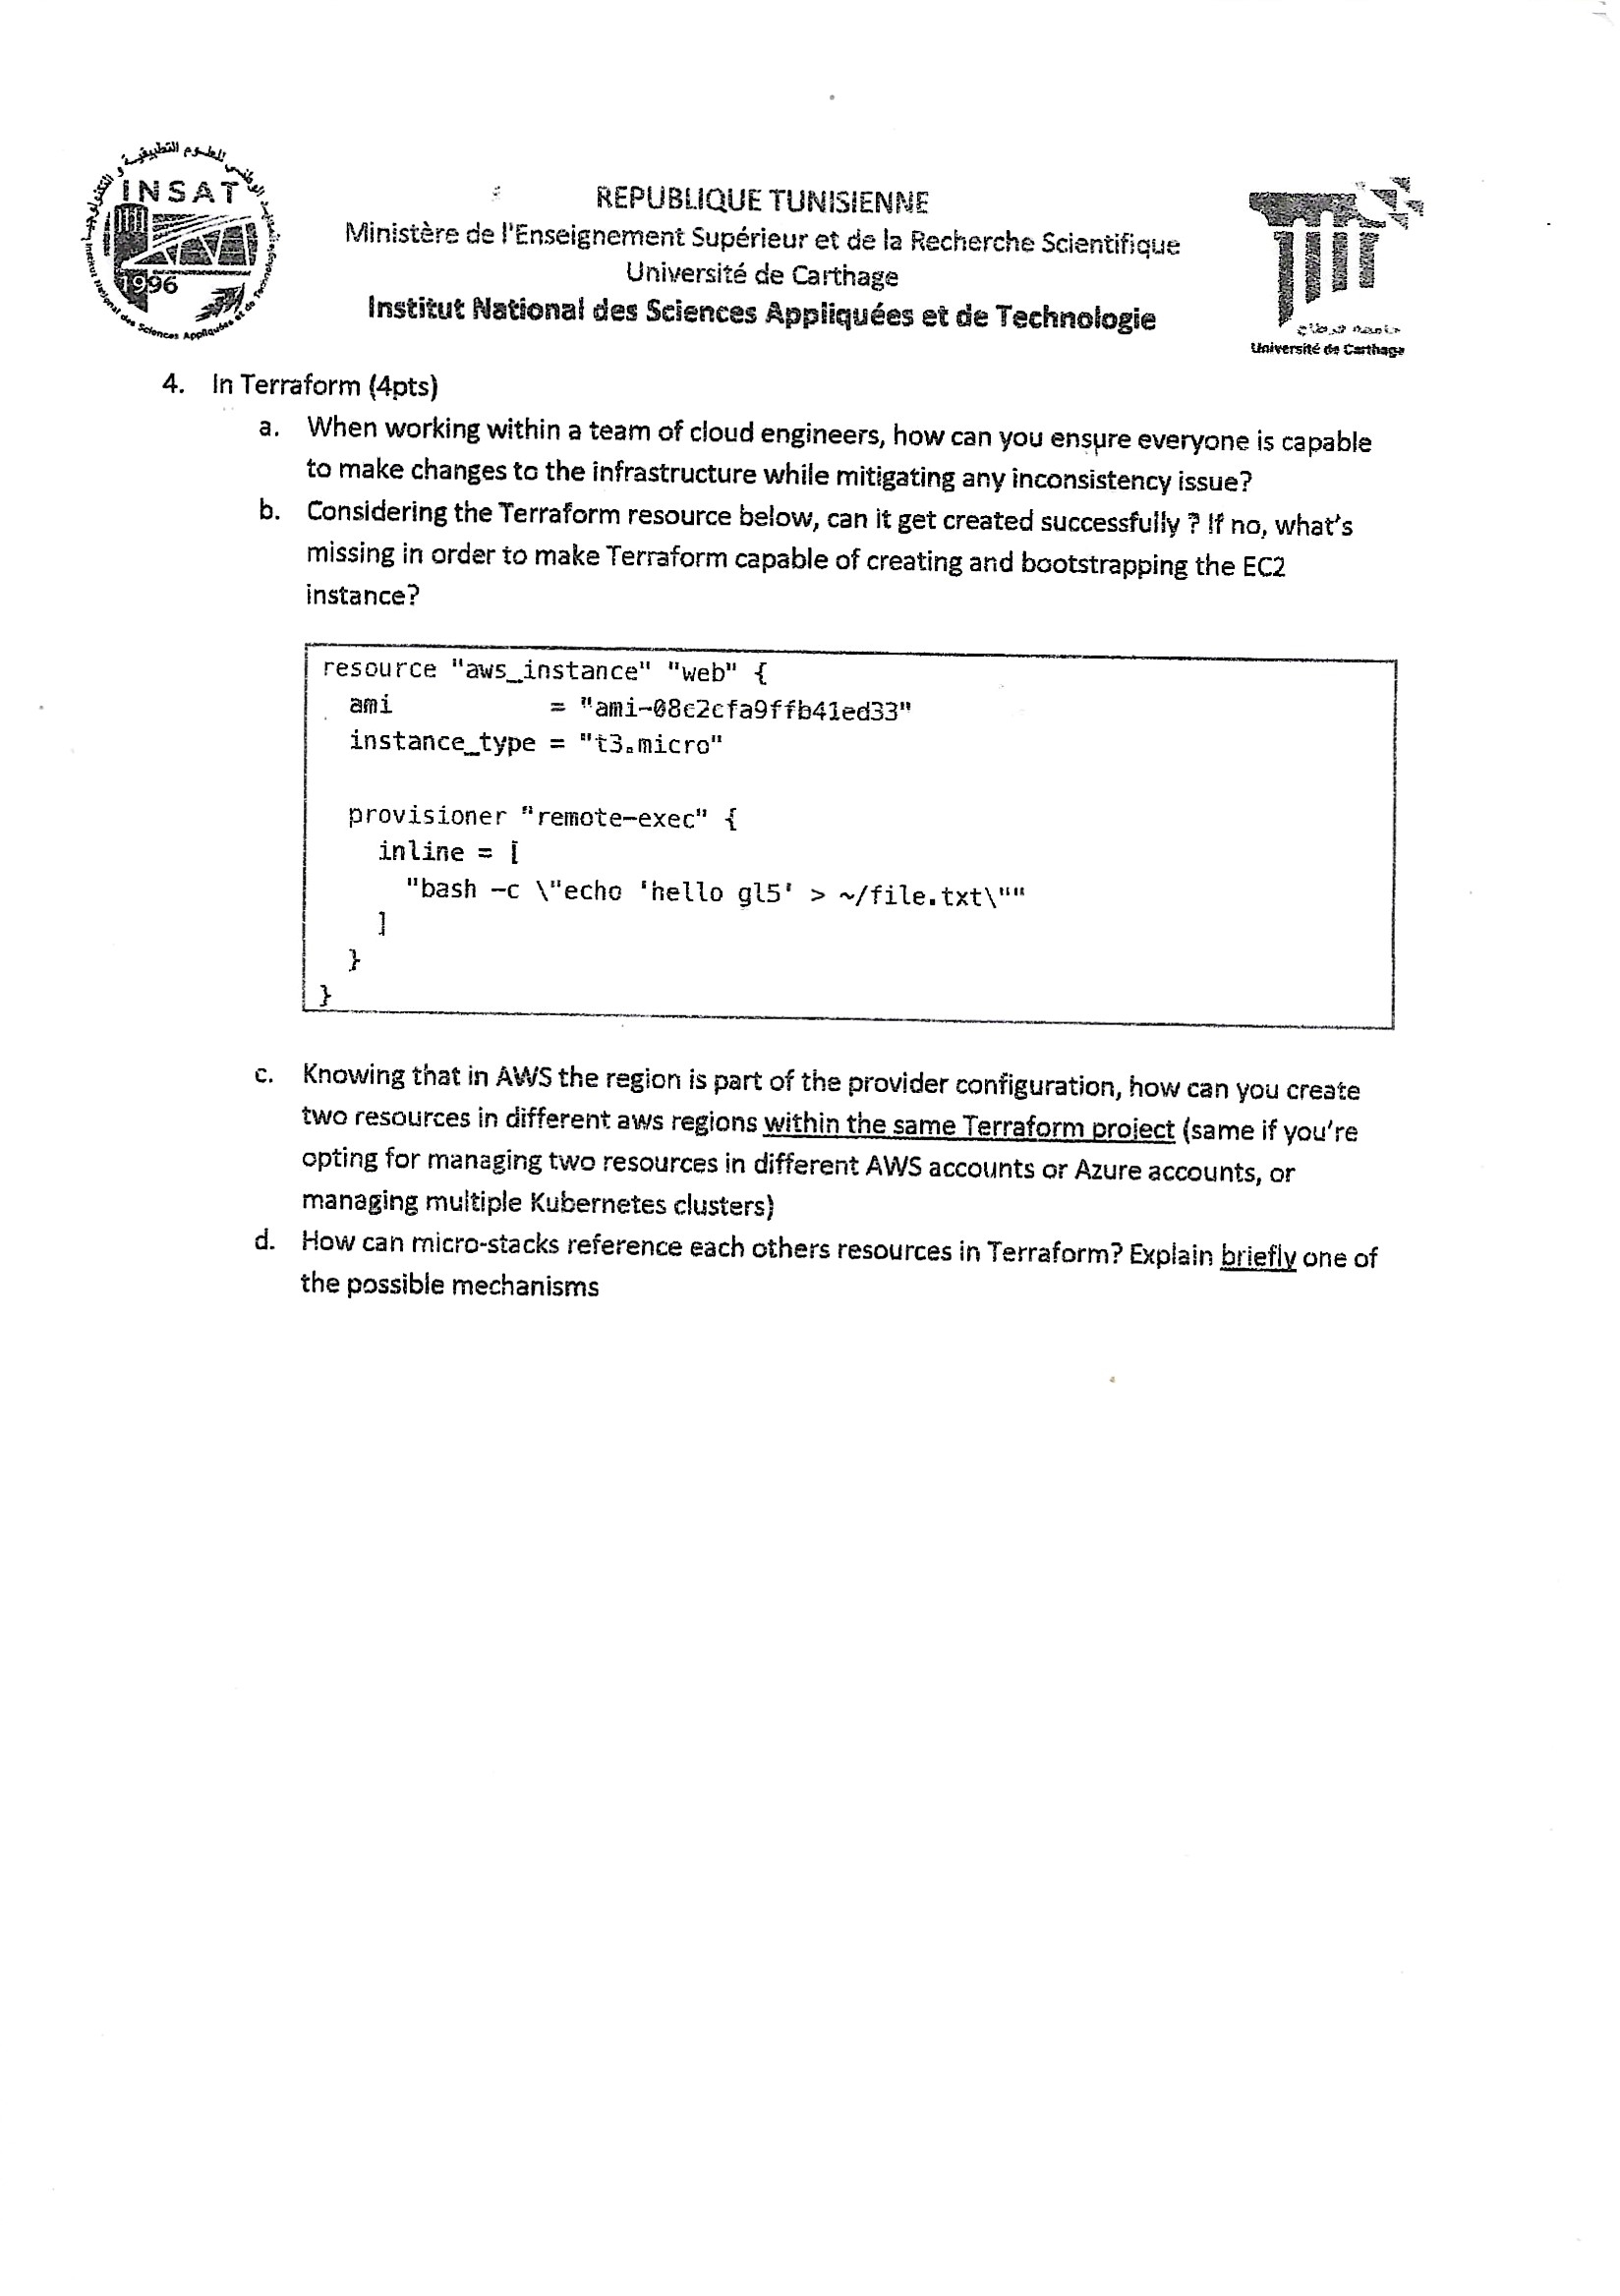 المعهد الوطني للعلوم التطبيقية و التكنولوجيا
INSAT
1996
Institut National des Sciences Appliquées et de Technologie
REPUBLIQUE TUNISIENNE
Ministère de l'Enseignement Supérieur et de la Recherche Scientifique
Université de Carthage
Institut National des Sciences Appliquées et de Technologie
جامعة قرطاج
Université de Carthage
4. In Terraform (4pts)
a. When working within a team of cloud engineers, how can you ensure everyone is capable
to make changes to the infrastructure while mitigating any inconsistency issue?
b. Considering the Terraform resource below, can it get created successfully ? If no, what's
missing in order to make Terraform capable of creating and bootstrapping the EC2
instance?
resource "aws_instance" "web" {
ami = "ami-08c2cfa9ffb41ed33"
instance_type = "t3.micro"
provisioner "remote-exec" {
inline = [
"bash -c \"echo 'hello gl5' > ~/file.txt\""
]
}
}
c. Knowing that in AWS the region is part of the provider configuration, how can you create
two resources in different aws regions within the same Terraform project (same if you're
opting for managing two resources in different AWS accounts or Azure accounts, or
managing multiple Kubernetes clusters)
d. How can micro-stacks reference each others resources in Terraform? Explain briefly one of
the possible mechanisms